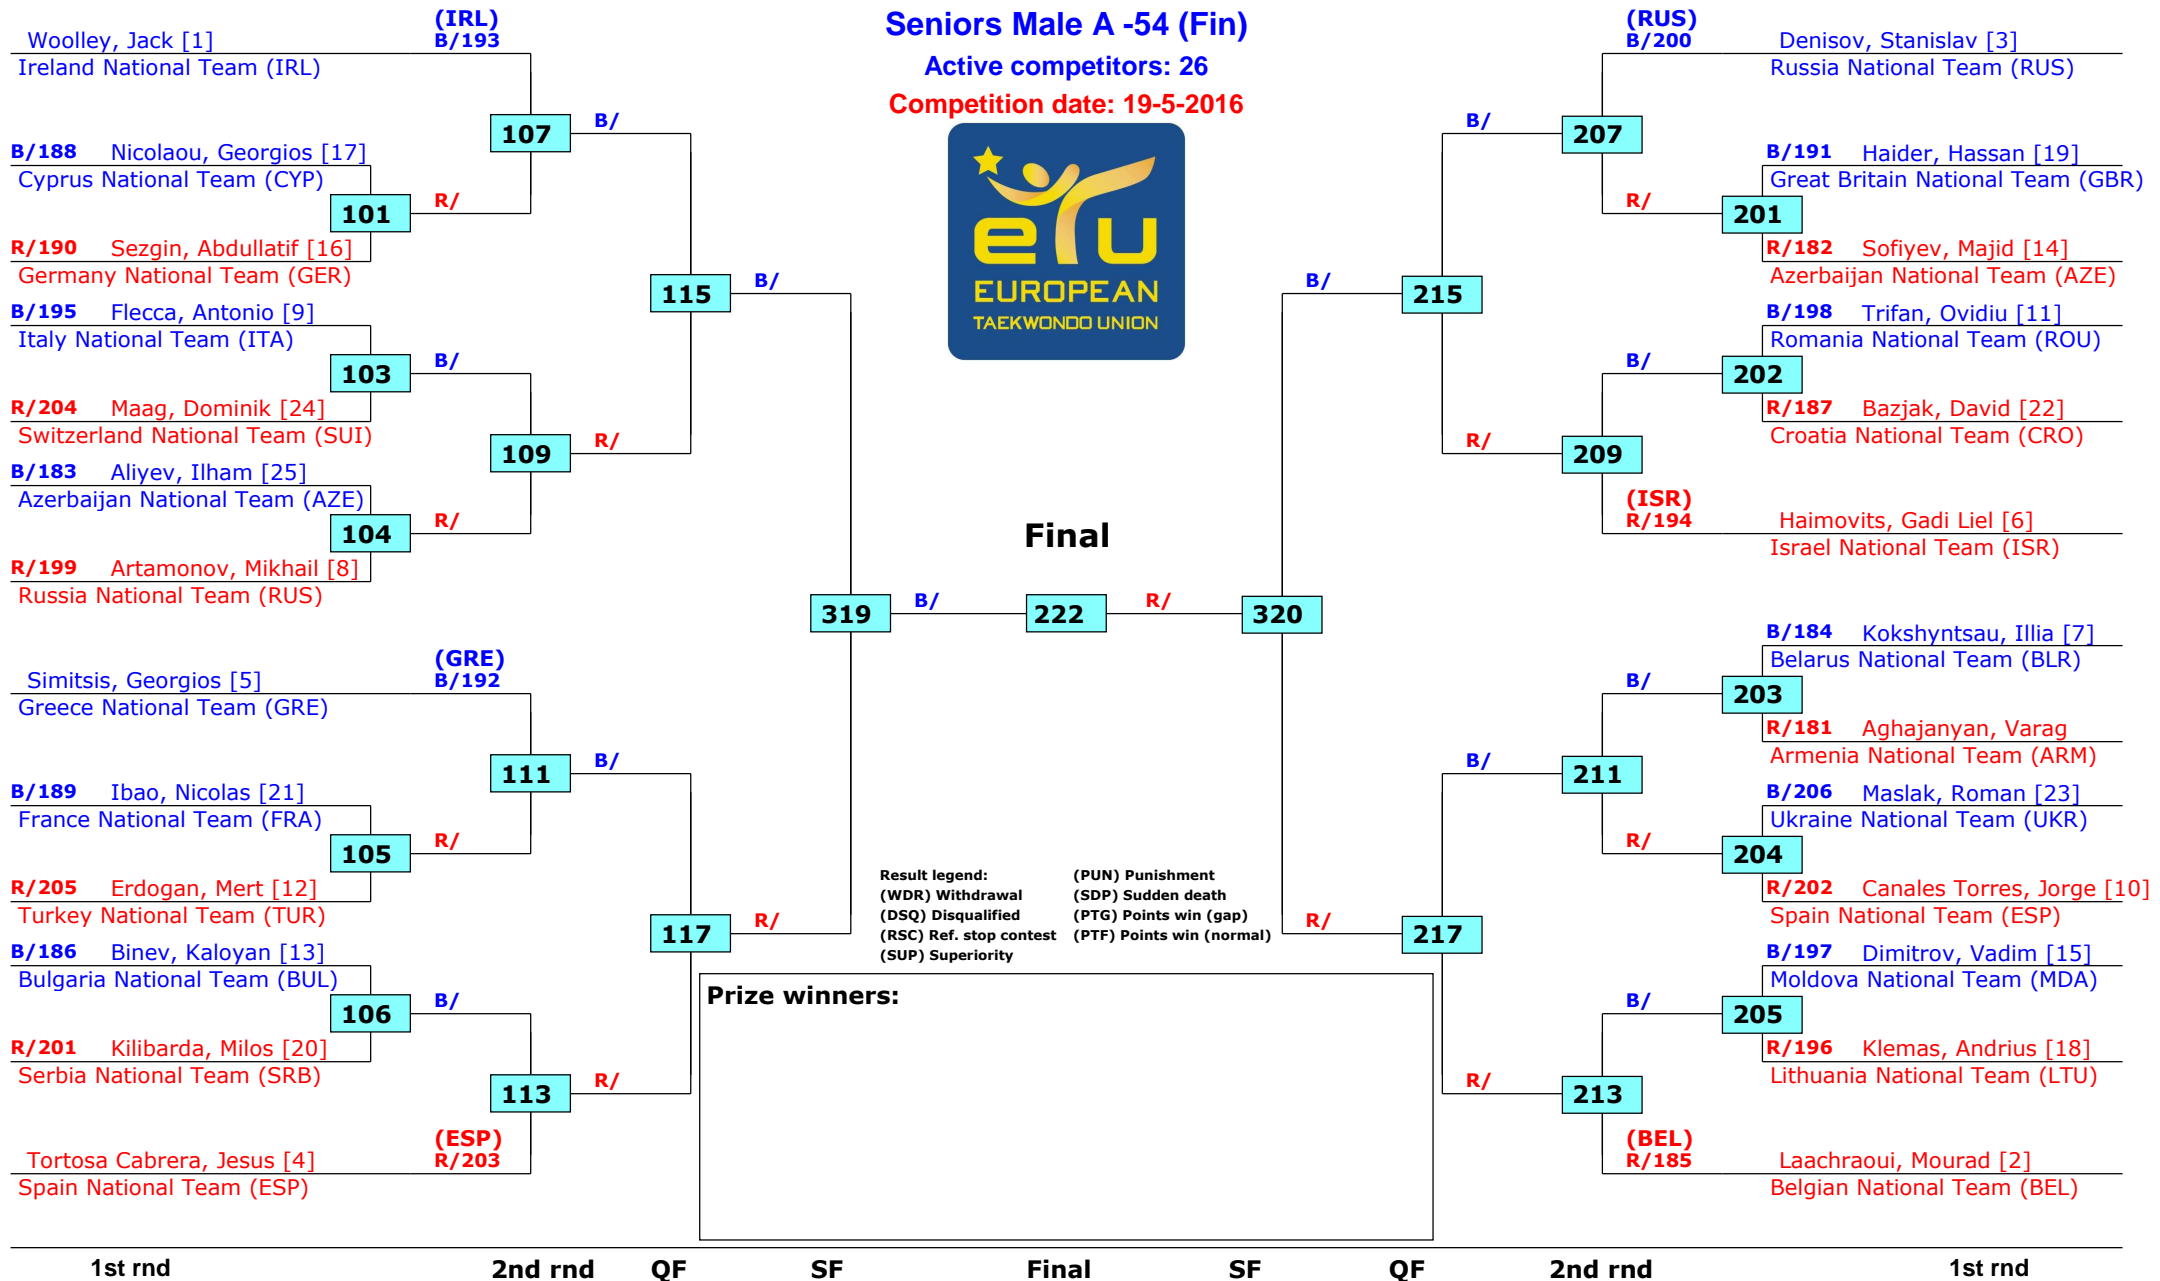 Seniors Male A -54 (Fin)
Active competitors: 26
Competition date: 19-5-2016
eTU
EUROPEAN
TAEKWONDO UNION
(IRL)
Woolley, Jack [1] B/193
Ireland National Team (IRL)
107 B/
B/188 Nicolaou, Georgios [17]
Cyprus National Team (CYP)
101 R/
R/190 Sezgin, Abdullatif [16]
Germany National Team (GER)
115 B/
B/195 Flecca, Antonio [9]
Italy National Team (ITA)
103 B/
R/204 Maag, Dominik [24]
Switzerland National Team (SUI)
109 R/
B/183 Aliyev, Ilham [25]
Azerbaijan National Team (AZE)
104 R/
R/199 Artamonov, Mikhail [8]
Russia National Team (RUS)
319 B/
(GRE)
Simitsis, Georgios [5] B/192
Greece National Team (GRE)
111 B/
B/189 Ibao, Nicolas [21]
France National Team (FRA)
105 R/
R/205 Erdogan, Mert [12]
Turkey National Team (TUR)
117 R/
B/186 Binev, Kaloyan [13]
Bulgaria National Team (BUL)
106 B/
R/201 Kilibarda, Milos [20]
Serbia National Team (SRB)
113 R/
(ESP)
Tortosa Cabrera, Jesus [4] R/203
Spain National Team (ESP)
Final
222
(RUS)
B/200 Denisov, Stanislav [3]
Russia National Team (RUS)
B/ 207
B/191 Haider, Hassan [19]
Great Britain National Team (GBR)
R/ 201
R/182 Sofiyev, Majid [14]
Azerbaijan National Team (AZE)
B/ 215
B/198 Trifan, Ovidiu [11]
Romania National Team (ROU)
B/ 202
R/187 Bazjak, David [22]
Croatia National Team (CRO)
R/ 209
(ISR)
R/194 Haimovits, Gadi Liel [6]
Israel National Team (ISR)
R/ 320
B/184 Kokshyntsau, Illia [7]
Belarus National Team (BLR)
B/ 203
R/181 Aghajanyan, Varag
Armenia National Team (ARM)
B/ 211
B/206 Maslak, Roman [23]
Ukraine National Team (UKR)
R/ 204
R/202 Canales Torres, Jorge [10]
Spain National Team (ESP)
R/ 217
B/197 Dimitrov, Vadim [15]
Moldova National Team (MDA)
B/ 205
R/196 Klemas, Andrius [18]
Lithuania National Team (LTU)
R/ 213
(BEL)
R/185 Laachraoui, Mourad [2]
Belgian National Team (BEL)
Result legend: (PUN) Punishment
(WDR) Withdrawal (SDP) Sudden death
(DSQ) Disqualified (PTG) Points win (gap)
(RSC) Ref. stop contest (PTF) Points win (normal)
(SUP) Superiority
Prize winners:
1st rnd 2nd rnd QF SF Final SF QF 2nd rnd 1st rnd